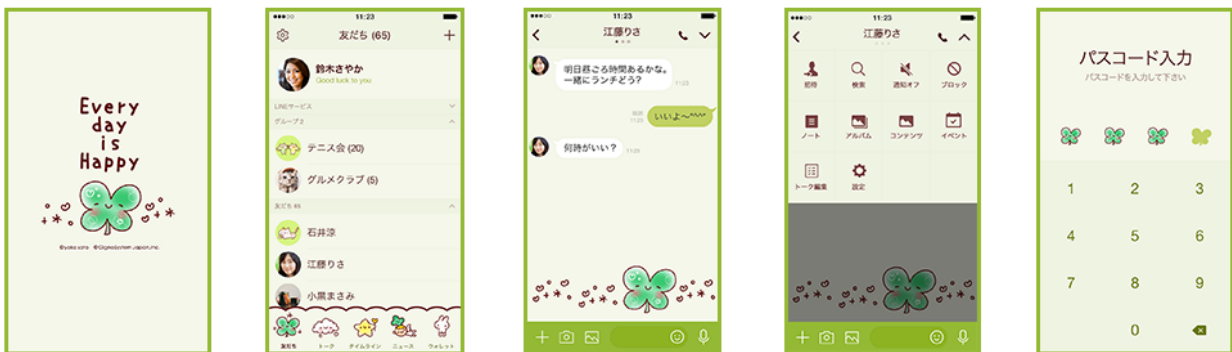 Every
day
is
Happy
11:23
友だち (65)
鈴木さやか
Good luck to you
LINEサービス
グループ 2
テニス会 (20)
グルメクラブ (5)
友だち 65
石井涼
江藤りさ
小黒まさみ
友だち
トーク
タイムライン
ニュース
ウォレット
11:23
江藤りさ
明日昼ごろ時間あるかな。
一緒にランチどう?
11:23
既読
11:23
いいよ~^^^^
何時がいい?
11:23
11:23
江藤りさ
招待
検索
通知オフ
ブロック
ノート
アルバム
コンテンツ
イベント
トーク編集
設定
パスコード入力
パスコードを入力して下さい
1 2 3
4 5 6
7 8 9
0